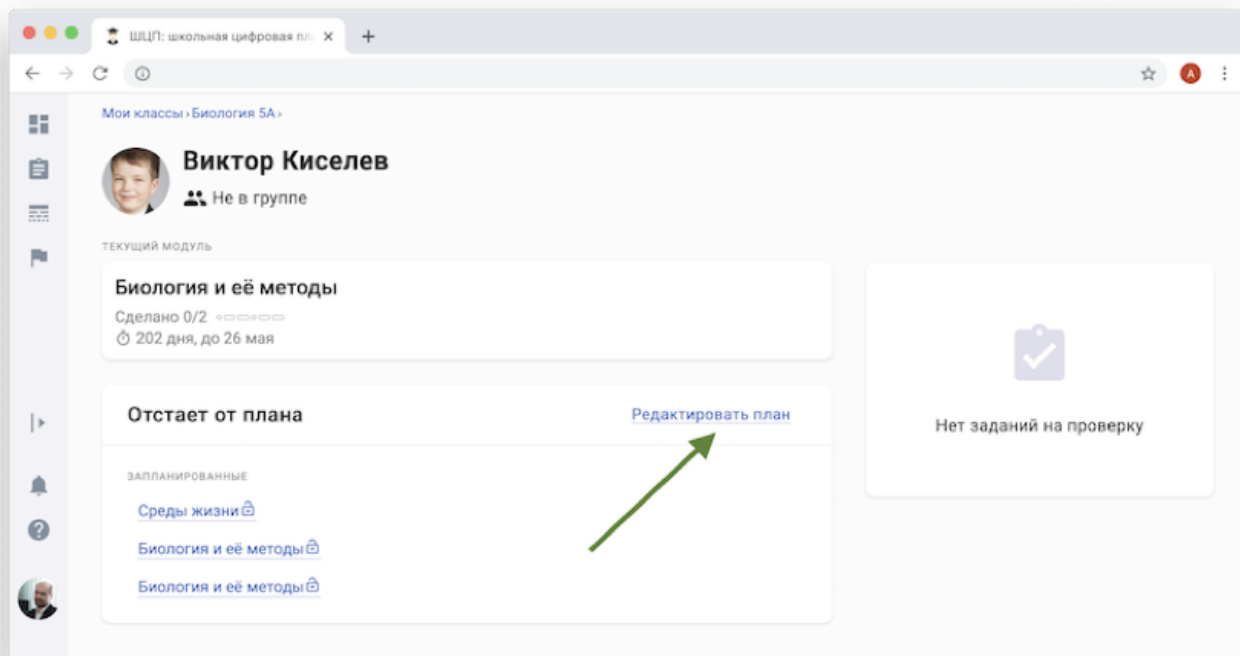 ШЦП: школьная цифровая пл
Мои классы › Биология 5А ›
Виктор Киселев
Не в группе
ТЕКУЩИЙ МОДУЛЬ
Биология и её методы
Сделано 0/2
202 дня, до 26 мая
Отстает от плана
Редактировать план
Нет заданий на проверку
ЗАПЛАНИРОВАННЫЕ
Среды жизни
Биология и её методы
Биология и её методы